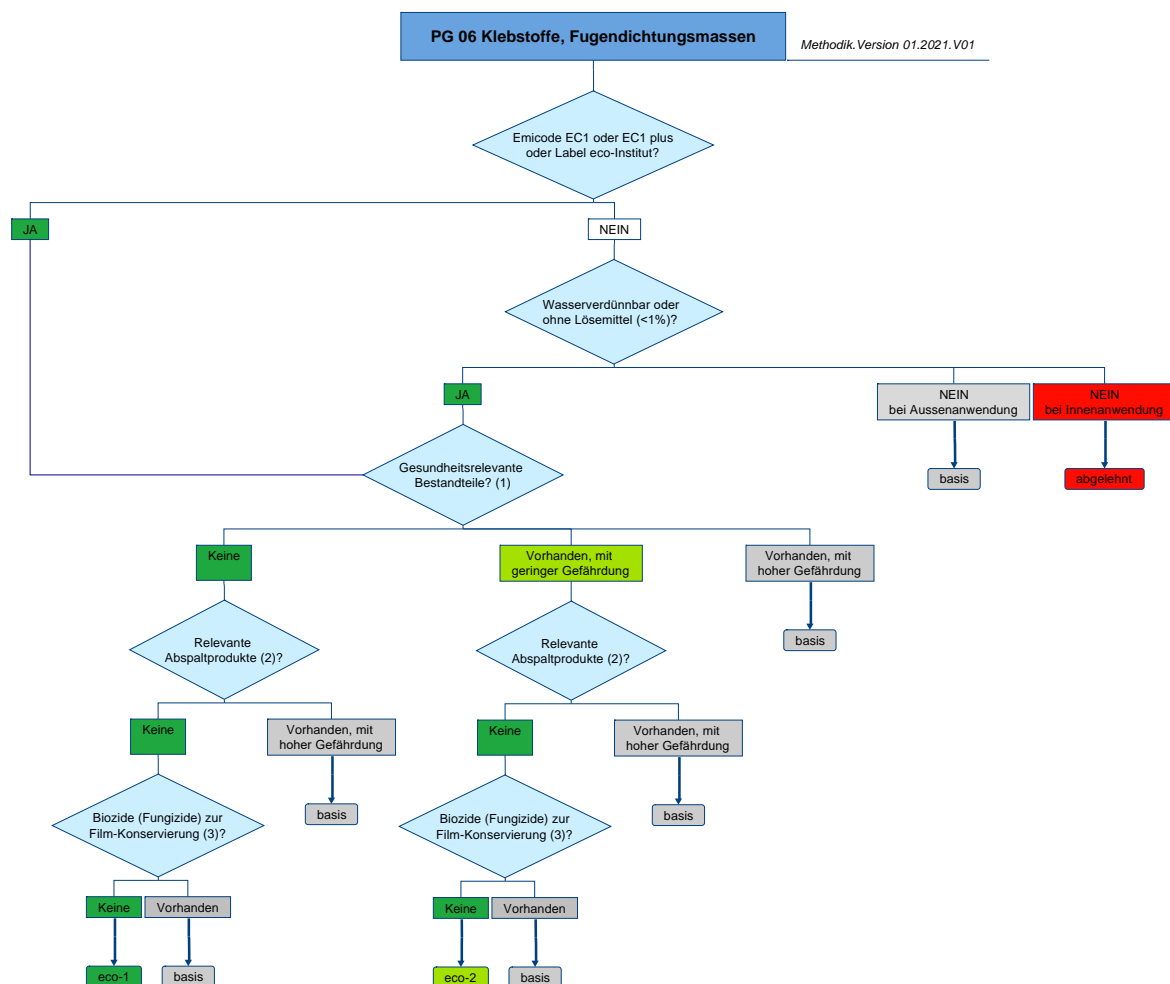 PG 06 Klebstoffe, Fugendichtungsmassen
Methodik.Version 01.2021.V01
Emicode EC1 oder EC1 plus
oder Label eco-Institut?
JA
NEIN
Wasserverdünnbar oder
ohne Lösemittel (<1%)?
JA
NEIN
bei Aussenanwendung
NEIN
bei Innenanwendung
Gesundheitsrelevante
Bestandteile? (1)
basis
abgelehnt
Keine
Vorhanden, mit
geringer Gefährdung
Vorhanden, mit
hoher Gefährdung
Relevante
Abspaltprodukte (2)?
Relevante
Abspaltprodukte (2)?
basis
Keine
Vorhanden, mit
hoher Gefährdung
Keine
Vorhanden, mit
hoher Gefährdung
Biozide (Fungizide) zur
Film-Konservierung (3)?
basis
Biozide (Fungizide) zur
Film-Konservierung (3)?
basis
Keine
Vorhanden
Keine
Vorhanden
eco-1
basis
eco-2
basis